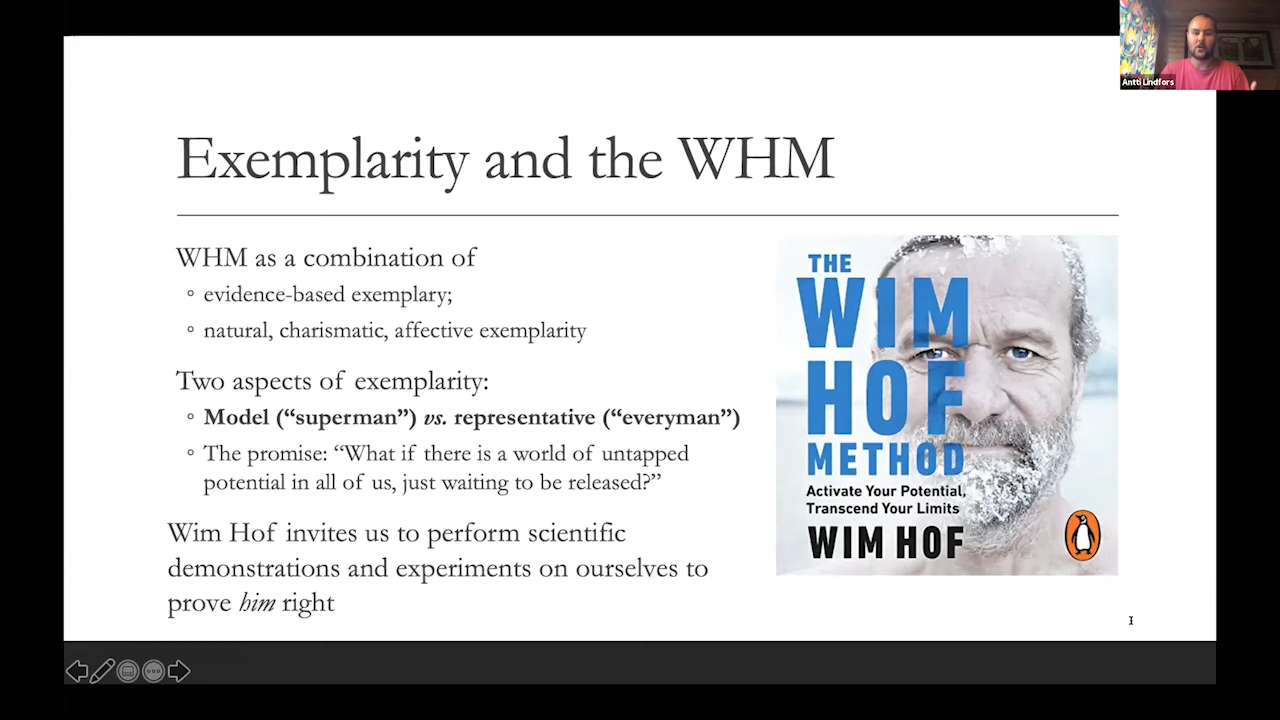 Antti Lindfors
Exemplarity and the WHM
WHM as a combination of
◦ evidence-based exemplary;
◦ natural, charismatic, affective exemplarity
Two aspects of exemplarity:
◦ Model (“superman”) vs. representative (“everyman”)
◦ The promise: “What if there is a world of untapped
potential in all of us, just waiting to be released?”
Wim Hof invites us to perform scientific
demonstrations and experiments on ourselves to
prove him right
THE
WIM
HOF
METHOD
Activate Your Potential,
Transcend Your Limits
WIM HOF